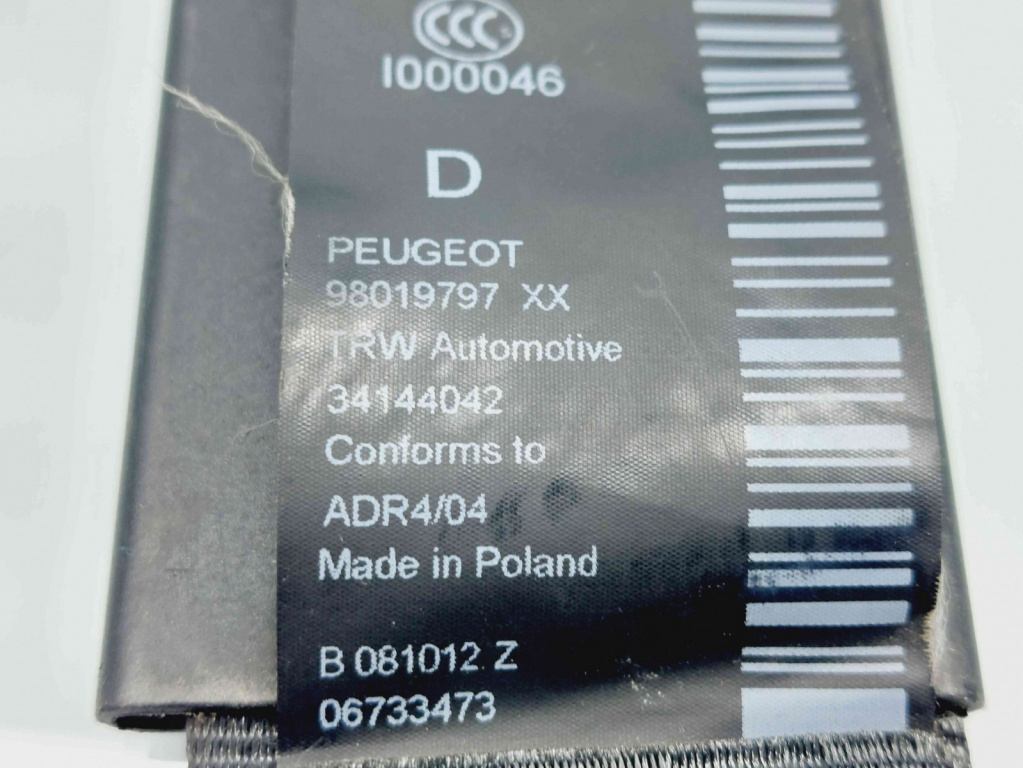 CCC
I000046
D
PEUGEOT
98019797 XX
TRW Automotive
34144042
Conforms to
ADR4/04
Made in Poland
B 081012 Z
06733473